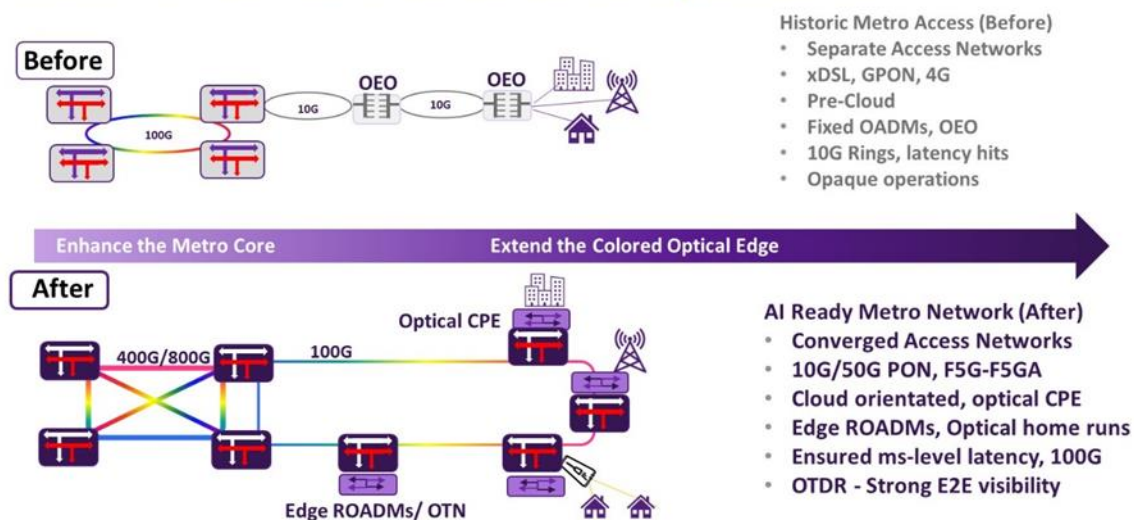 Before
OEO
OEO
10G
10G
100G
Historic Metro Access (Before)
• Separate Access Networks
• xDSL, GPON, 4G
• Pre-Cloud
• Fixed OADMs, OEO
• 10G Rings, latency hits
• Opaque operations
Enhance the Metro Core
Extend the Colored Optical Edge
After
Optical CPE
400G/800G
100G
Edge ROADMs/ OTN
AI Ready Metro Network (After)
• Converged Access Networks
• 10G/50G PON, F5G-F5GA
• Cloud orientated, optical CPE
• Edge ROADMs, Optical home runs
• Ensured ms-level latency, 100G
• OTDR - Strong E2E visibility